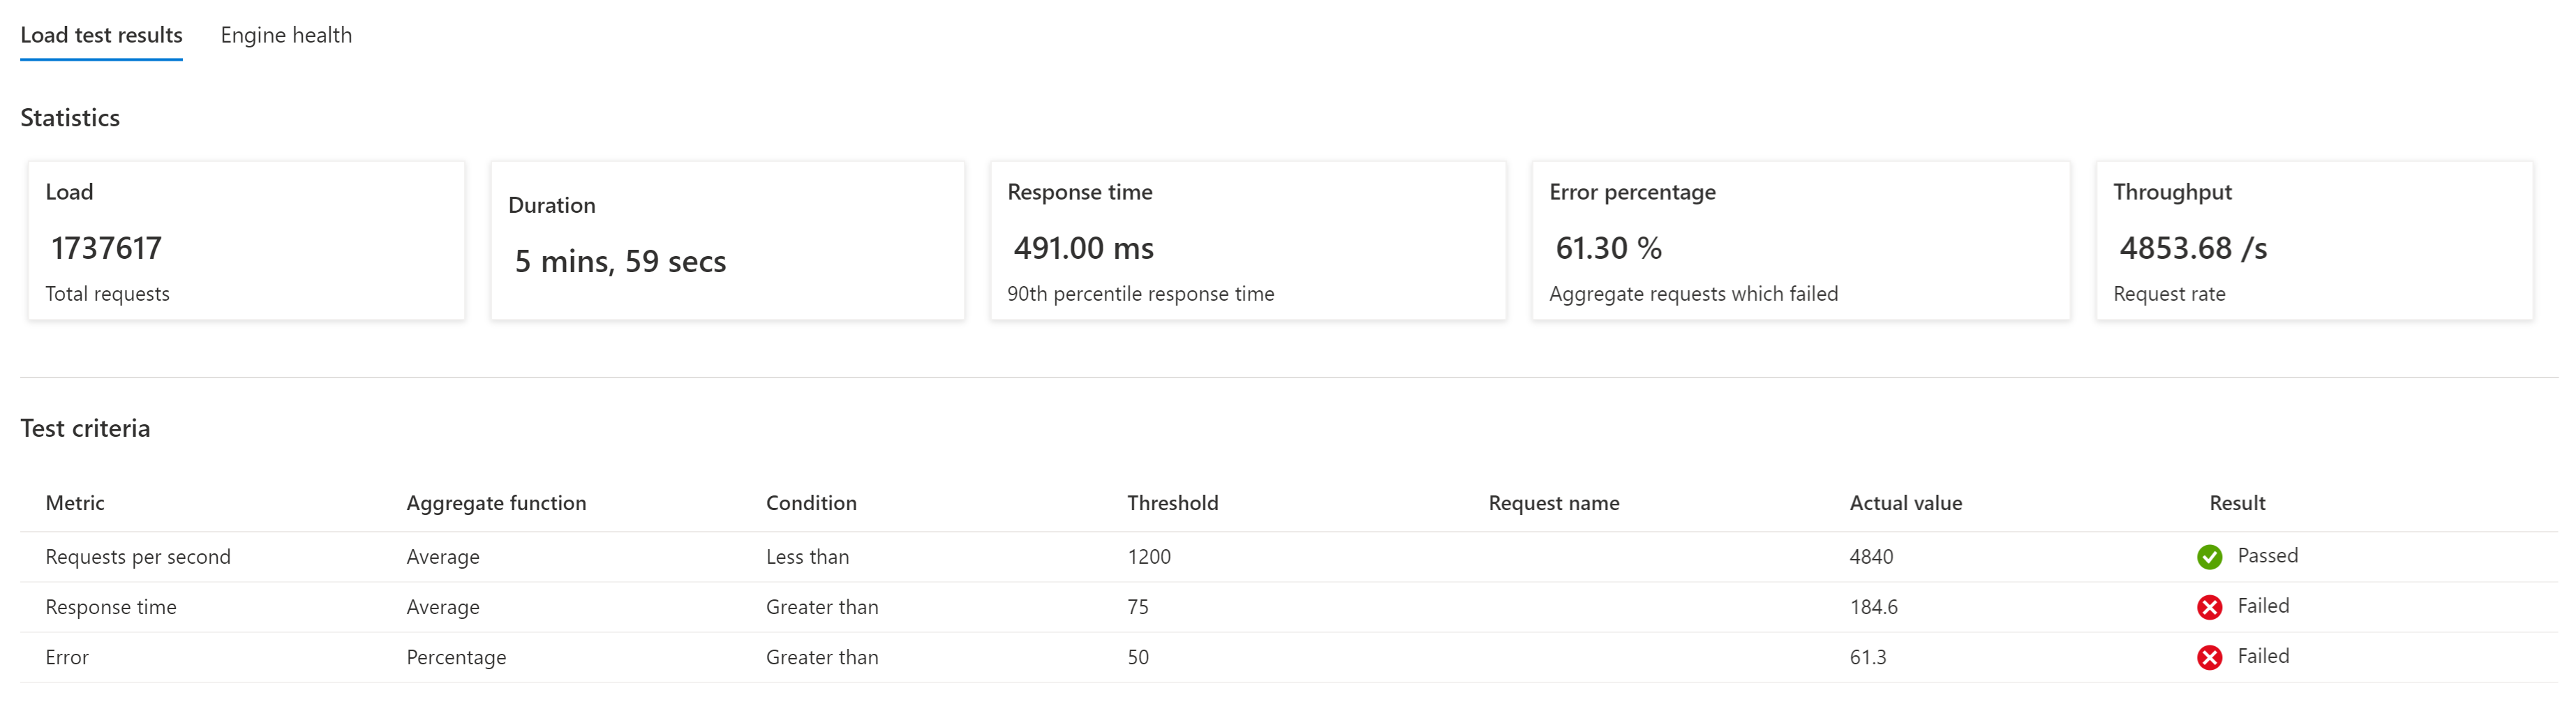 Load test results Engine health
Statistics
Load
1737617
Total requests
Duration
5 mins, 59 secs
Response time
491.00 ms
90th percentile response time
Error percentage
61.30 %
Aggregate requests which failed
Throughput
4853.68 /s
Request rate
Test criteria
Metric Aggregate function Condition Threshold Request name Actual value Result
Requests per second Average Less than 1200 4840 Passed
Response time Average Greater than 75 184.6 Failed
Error Percentage Greater than 50 61.3 Failed